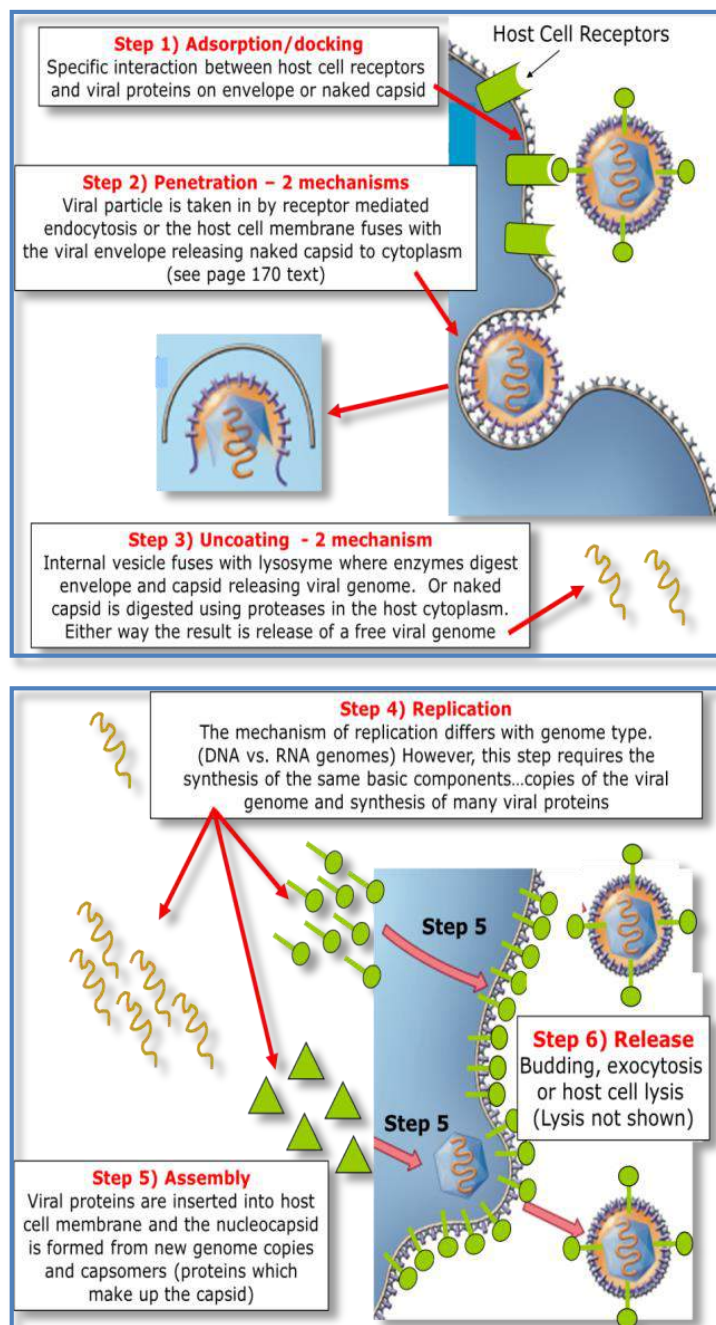 Step 1) Adsorption/docking
Specific interaction between host cell receptors
and viral proteins on envelope or naked capsid
Host Cell Receptors
Step 2) Penetration – 2 mechanisms
Viral particle is taken in by receptor mediated
endocytosis or the host cell membrane fuses with
the viral envelope releasing naked capsid to cytoplasm
(see page 170 text)
Step 3) Uncoating - 2 mechanism
Internal vesicle fuses with lysosyme where enzymes digest
envelope and capsid releasing viral genome. Or naked
capsid is digested using proteases in the host cytoplasm.
Either way the result is release of a free viral genome
Step 4) Replication
The mechanism of replication differs with genome type.
(DNA vs. RNA genomes) However, this step requires the
synthesis of the same basic components...copies of the viral
genome and synthesis of many viral proteins
Step 5
Step 6) Release
Budding, exocytosis
or host cell lysis
(Lysis not shown)
Step 5
Step 5) Assembly
Viral proteins are inserted into host
cell membrane and the nucleocapsid
is formed from new genome copies
and capsomers (proteins which
make up the capsid)